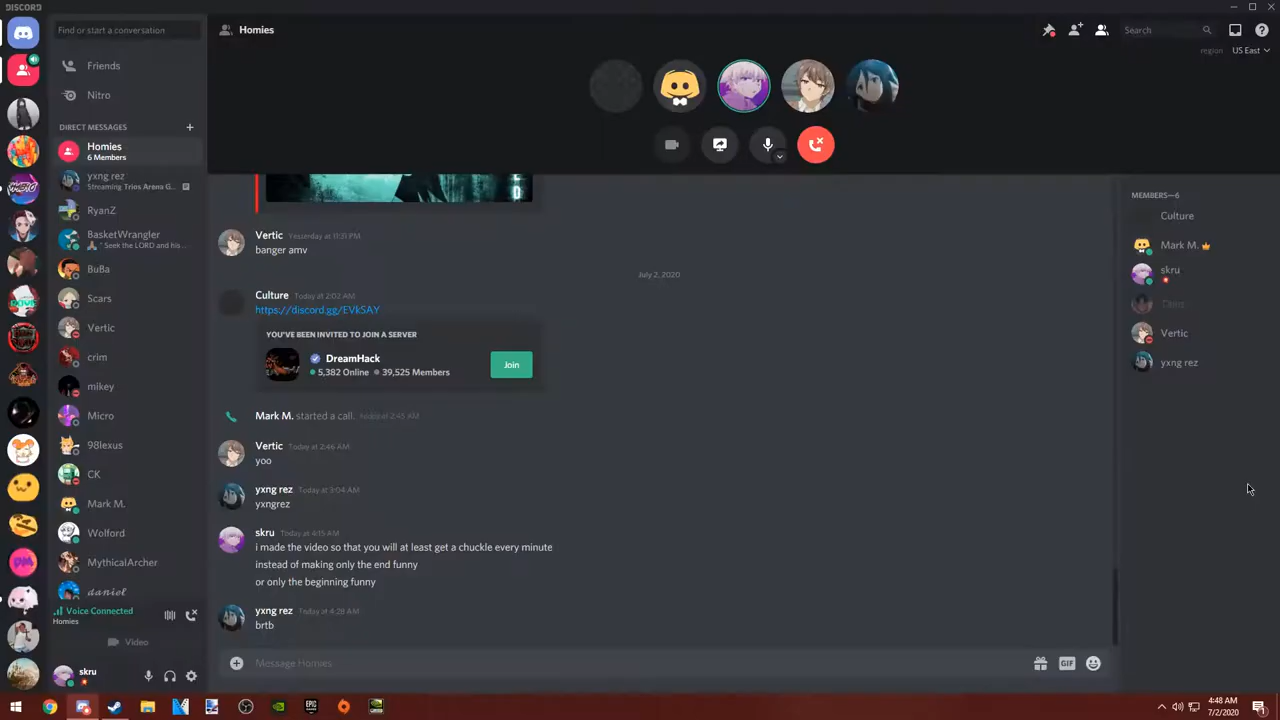 DISCORD
Find or start a conversation
Homies
Search
region US East
Friends
Nitro
DIRECT MESSAGES
Homies
6 Members
yxng rez
Streaming Trios Arena G...
RyanZ
BasketWrangler
" Seek the LORD and his...
BuBa
Scars
Vertic
crim
mikey
Micro
98lexus
CK
Mark M.
Wolford
MythicalArcher
daniel
Voice Connected
Homies
Video
skru
Vertic Yesterday at 11:31 PM
banger amv
July 2, 2020
Culture Today at 2:02 AM
https://discord.gg/EVkSAY
YOU'VE BEEN INVITED TO JOIN A SERVER
DreamHack
5,382 Online 39,525 Members
Join
Mark M. started a call. Today at 2:45 AM
Vertic Today at 2:46 AM
yoo
yxng rez Today at 3:04 AM
yxngrez
skru Today at 4:15 AM
i made the video so that you will at least get a chuckle every minute
instead of making only the end funny
or only the beginning funny
yxng rez Today at 4:28 AM
brtb
Message Homies
GIF
MEMBERS—6
Culture
Mark M.
skru
Vertic
yxng rez
EPIC
4:48 AM
7/2/2020